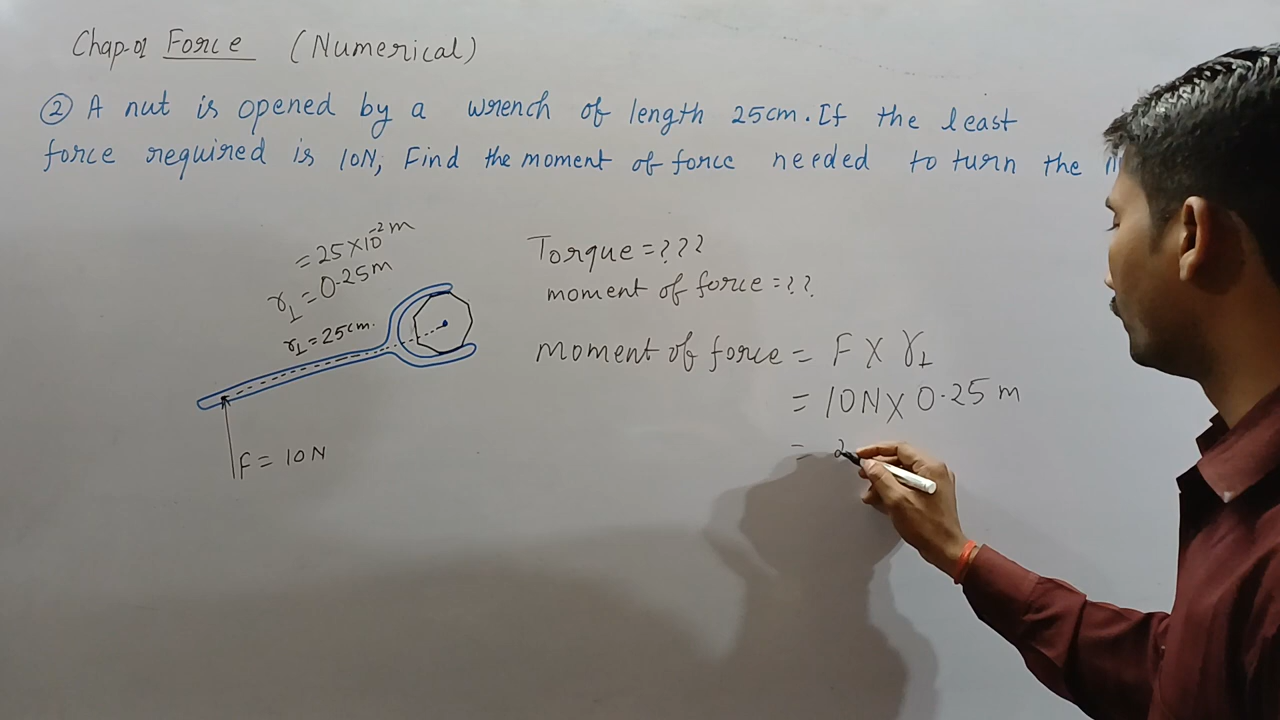 Chap-01 Force (Numerical)
② A nut is opened by a wrench of length 25cm. If the least
force required is 10N, Find the moment of force needed to turn the
= 25×10⁻² m
r⊥ = 0.25m
r⊥ = 25cm.
F = 10N
Torque = ???
moment of force = ??
moment of force = F × r⊥
= 10N × 0.25 m
= 2